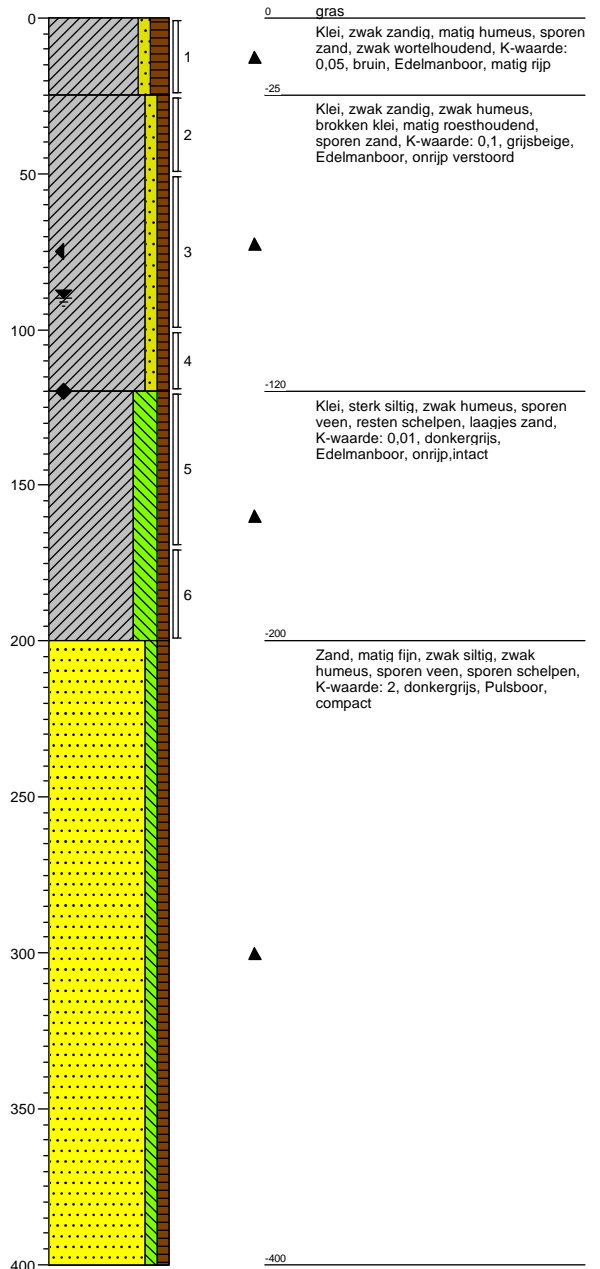 0
50
100
150
200
250
300
350
400
1
2
3
4
5
6
0
gras
Klei, zwak zandig, matig humeus, sporen
zand, zwak wortelhoudend, K-waarde:
0,05, bruin, Edelmanboor, matig rijp
-25
Klei, zwak zandig, zwak humeus,
brokken klei, matig roesthoudend,
sporen zand, K-waarde: 0,1, grijsbeige,
Edelmanboor, onrijp verstoord
-120
Klei, sterk siltig, zwak humeus, sporen
veen, resten schelpen, laagjes zand,
K-waarde: 0,01, donkergrijs,
Edelmanboor, onrijp,intact
-200
Zand, matig fijn, zwak siltig, zwak
humeus, sporen veen, sporen schelpen,
K-waarde: 2, donkergrijs, Pulsboor,
compact
-400